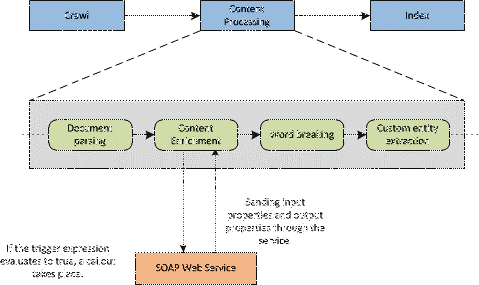 Crawl
Content
Processing
Index
Document
parsing
Content
Enrichment
Word breaking
Custom entity
extraction
Sending input
properties and output
properties through the
service.
If the trigger expression
evaluates to true, a callout
takes place.
SOAP Web Service